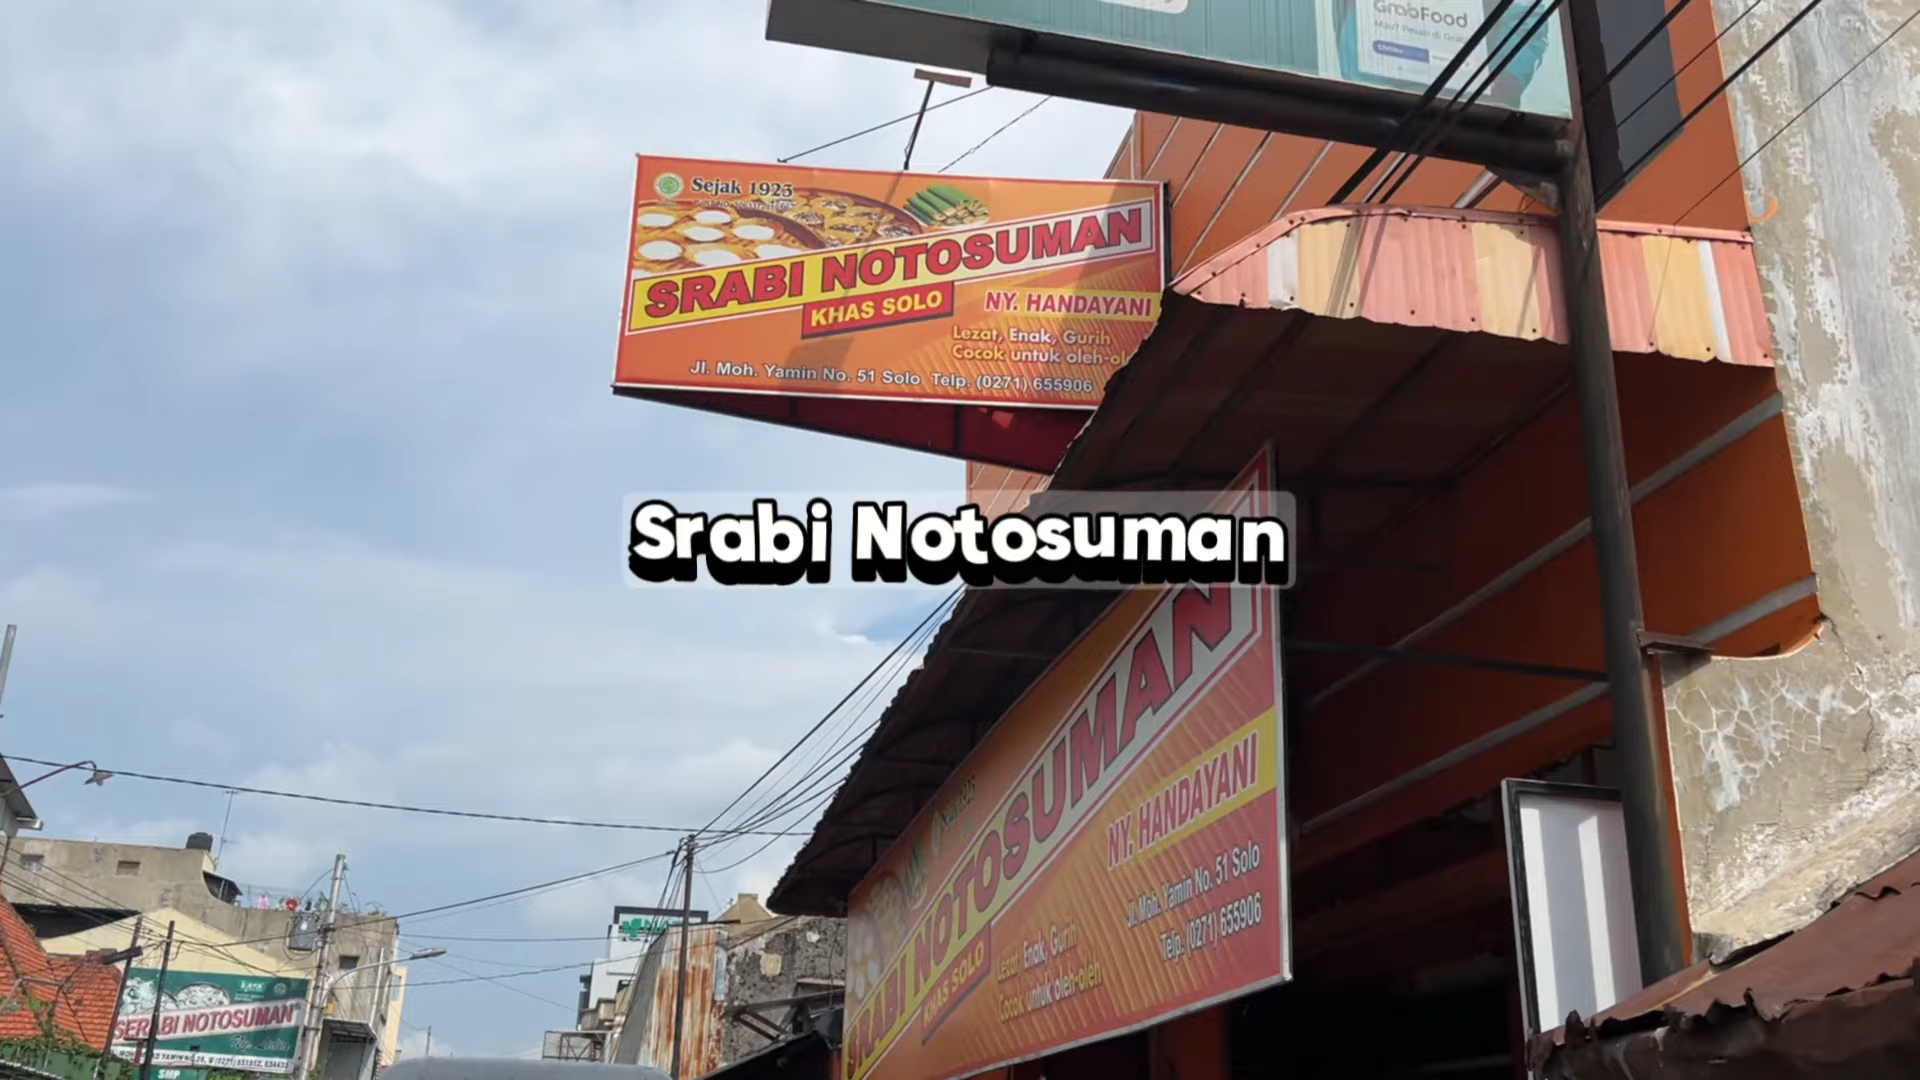 GrabFood
Sejak 1923
SRABI NOTOSUMAN
KHAS SOLO
NY. HANDAYANI
Lezat, Enak, Gurih
Cocok untuk
Jl. Moh. Yamin No. 51 Solo Telp. (0271) 655906
Srabi Notosuman
SRABI NOTOSUMAN
KHAS SOLO
NY. HANDAYANI
Lezat, Enak, Gurih
Cocok untuk oleh-oleh
Jl. Moh. Yamin No. 51 Solo
Telp. (0271) 655906
SERABI NOTOSUMAN
SMP